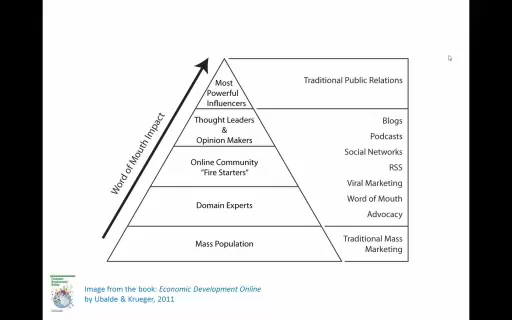 Most
Powerful
Influencers
Thought Leaders
&
Opinion Makers
Online Community
"Fire Starters"
Domain Experts
Mass Population
Word of Mouth Impact
Traditional Public Relations
Blogs
Podcasts
Social Networks
RSS
Viral Marketing
Word of Mouth
Advocacy
Traditional Mass
Marketing
Image from the book: Economic Development Online
by Ubalde & Krueger, 2011